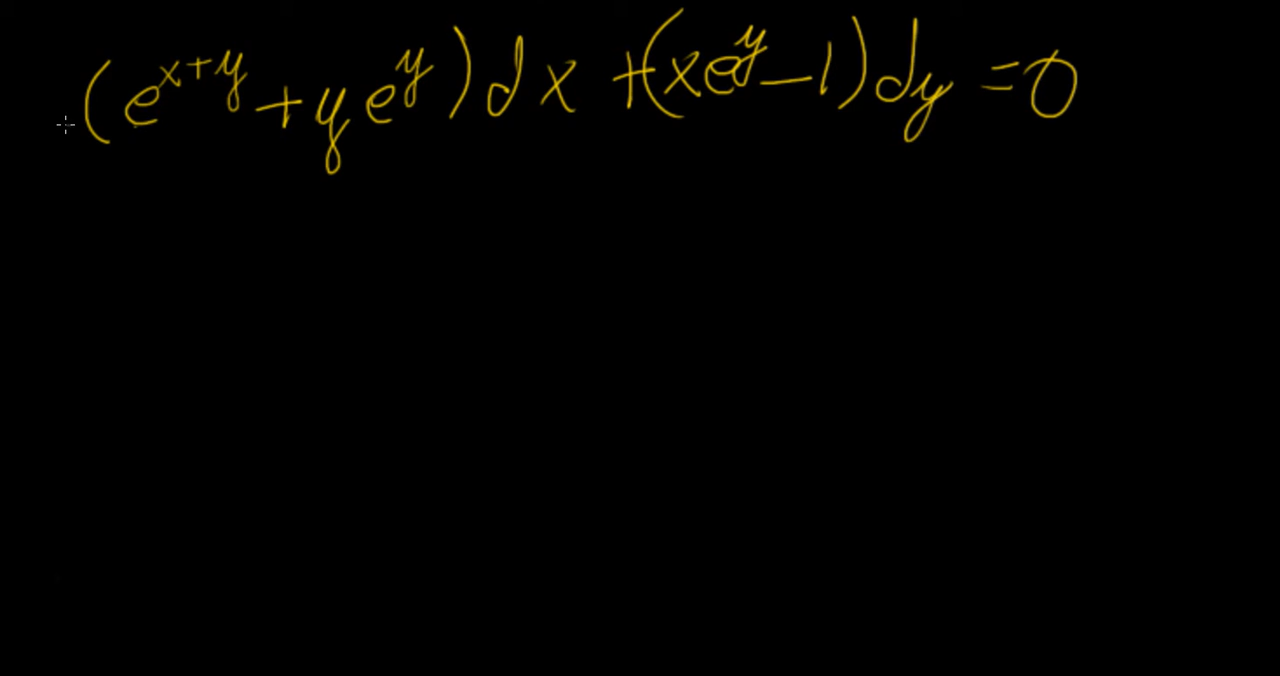 (e^{x+y} + ye^y)dx + (xe^y - 1)dy = 0